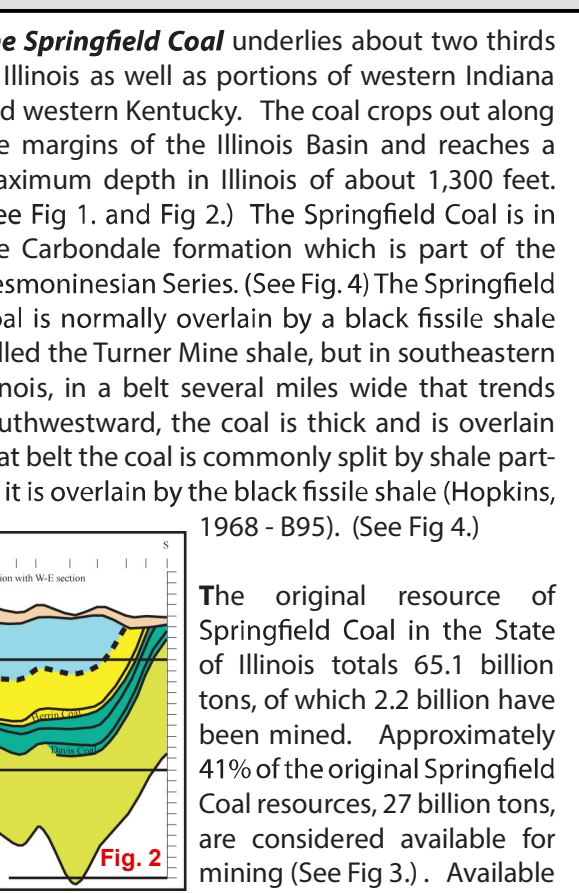 e Springfield Coal underlies about two thirds
Illinois as well as portions of western Indiana
d western Kentucky. The coal crops out along
e margins of the Illinois Basin and reaches a
aximum depth in Illinois of about 1,300 feet.
ee Fig 1. and Fig 2.) The Springfield Coal is in
e Carbondale formation which is part of the
esmoninesian Series. (See Fig. 4) The Springfield
oal is normally overlain by a black fissile shale
lled the Turner Mine shale, but in southeastern
inois, in a belt several miles wide that trends
uthwestward, the coal is thick and is overlain
at belt the coal is commonly split by shale part-
it is overlain by the black fissile shale (Hopkins,
1968 - B95). (See Fig 4.)
S
ion with W-E section
Herrin Coal
Davis Coal
Fig. 2
The original resource of
Springfield Coal in the State
of Illinois totals 65.1 billion
tons, of which 2.2 billion have
been mined. Approximately
41% of the original Springfield
Coal resources, 27 billion tons,
are considered available for
mining (See Fig 3.) . Available